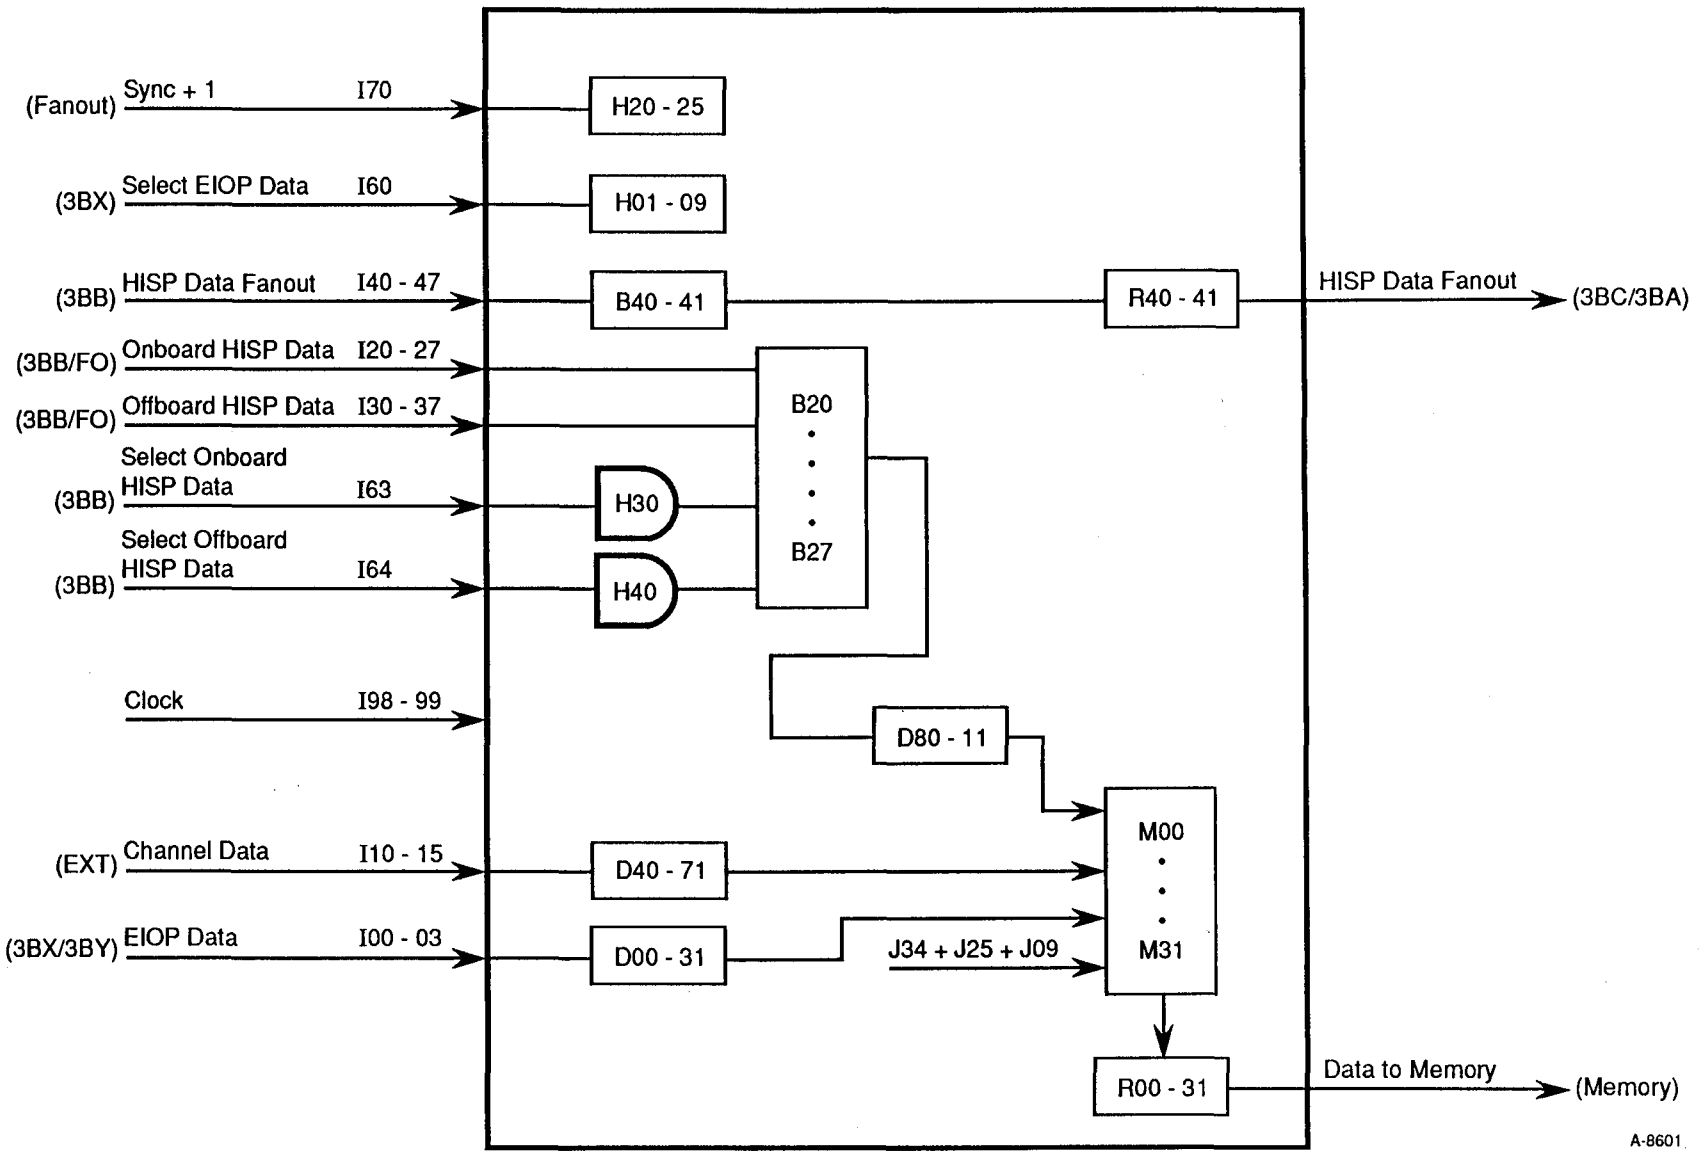 (Fanout) Sync + 1 I70
H20 - 25
(3BX) Select EIOP Data I60
H01 - 09
(3BB) HISP Data Fanout I40 - 47
B40 - 41
R40 - 41
HISP Data Fanout (3BC/3BA)
(3BB/FO) Onboard HISP Data I20 - 27
(3BB/FO) Offboard HISP Data I30 - 37
B20
B27
Select Onboard
(3BB) HISP Data I63
H30
Select Offboard
(3BB) HISP Data I64
H40
Clock I98 - 99
D80 - 11
(EXT) Channel Data I10 - 15
D40 - 71
M00
M31
(3BX/3BY) EIOP Data I00 - 03
D00 - 31
J34 + J25 + J09
R00 - 31
Data to Memory (Memory)
A-8601